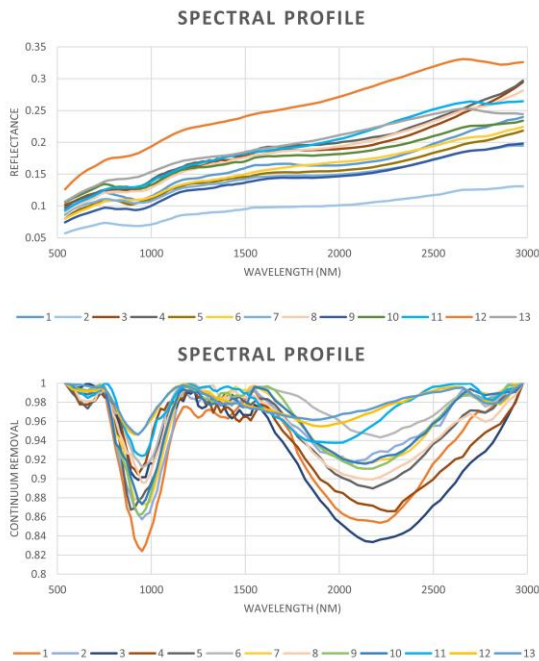 SPECTRAL PROFILE
0.35
0.3
0.25
0.2
0.15
0.1
0.05
REFLECTANCE
500 1000 1500 2000 2500 3000
WAVELENGTH (NM)
1 2 3 4 5 6 7 8 9 10 11 12 13
SPECTRAL PROFILE
1
0.98
0.96
0.94
0.92
0.9
0.88
0.86
0.84
0.82
0.8
CONTINUUM REMOVAL
500 1000 1500 2000 2500 3000
WAVELENGTH (NM)
1 2 3 4 5 6 7 8 9 10 11 12 13